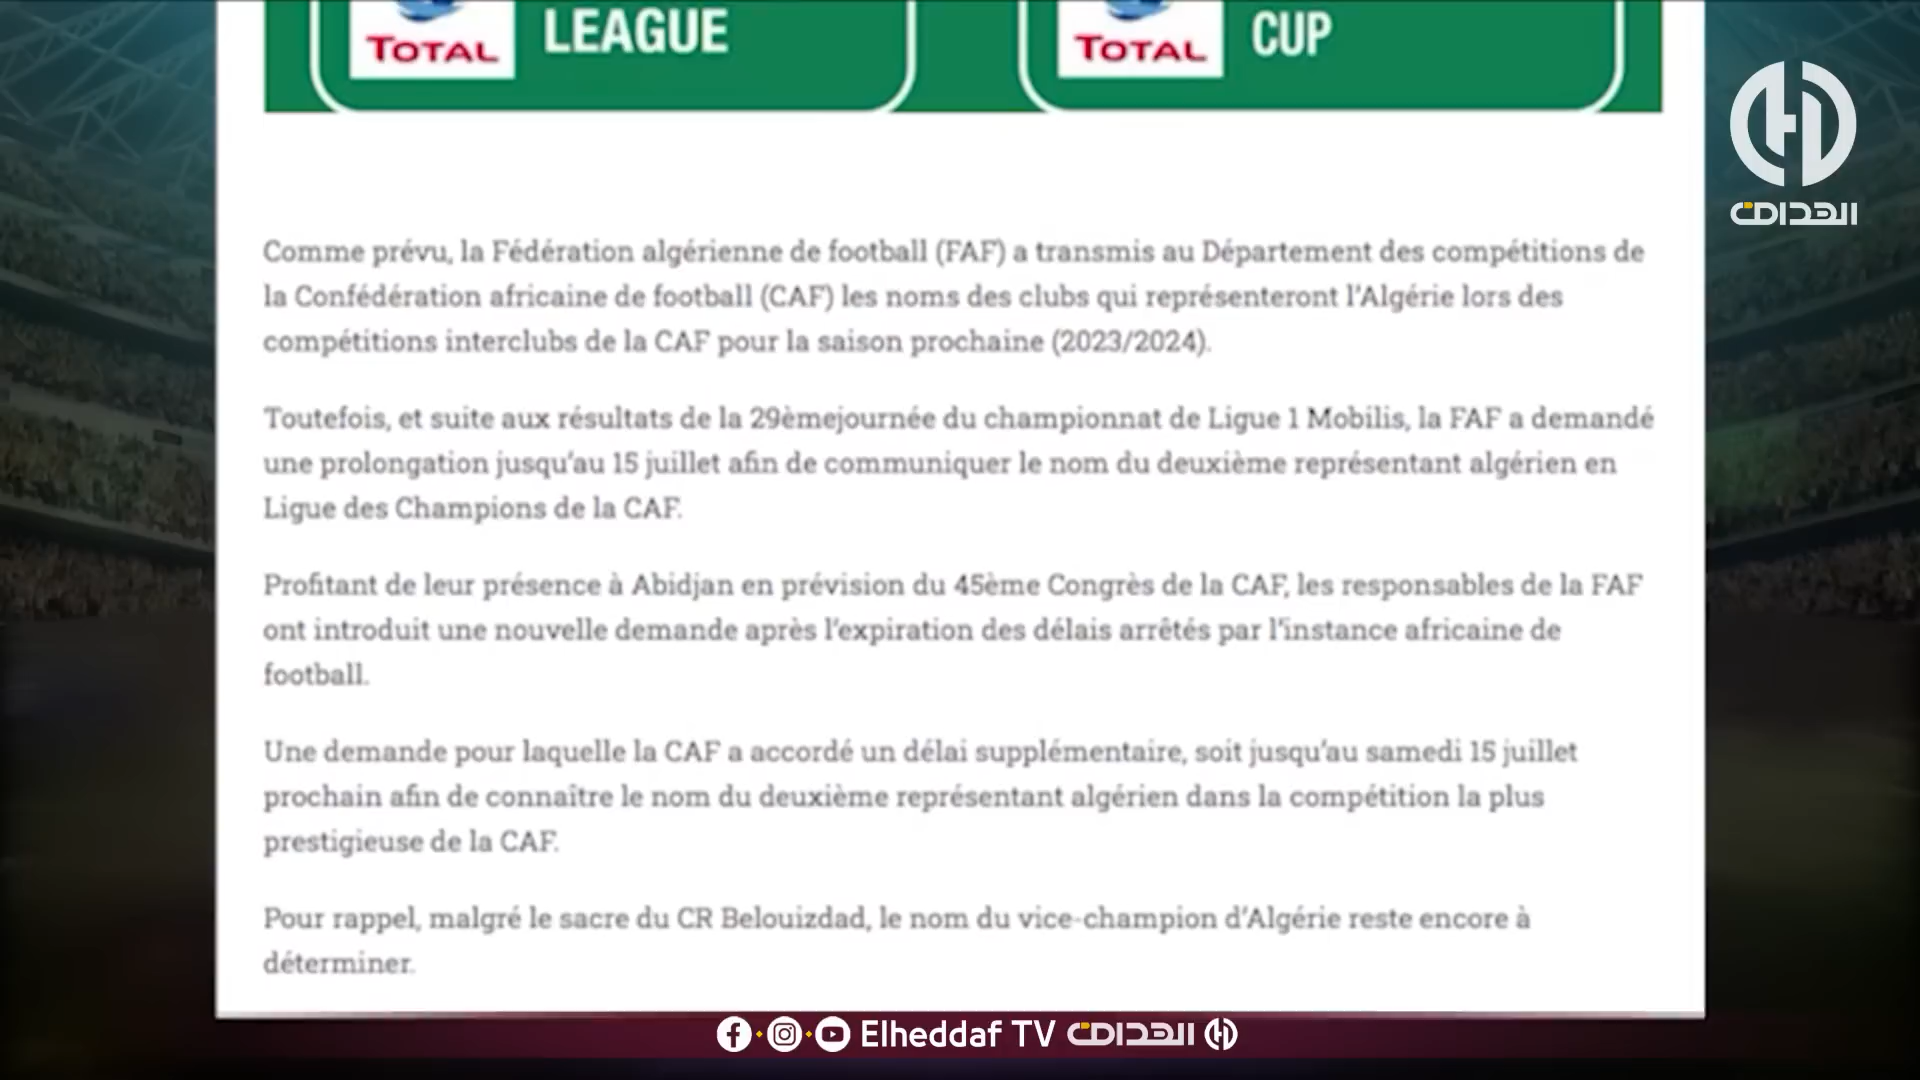 TOTAL LEAGUE
TOTAL CUP
الهداف
Comme prévu, la Fédération algérienne de football (FAF) a transmis au Département des compétitions de
la Confédération africaine de football (CAF) les noms des clubs qui représenteront l'Algérie lors des
compétitions interclubs de la CAF pour la saison prochaine (2023/2024).
Toutefois, et suite aux résultats de la 29èmejournée du championnat de Ligue 1 Mobilis, la FAF a demandé
une prolongation jusqu'au 15 juillet afin de communiquer le nom du deuxième représentant algérien en
Ligue des Champions de la CAF.
Profitant de leur présence à Abidjan en prévision du 45ème Congrès de la CAF, les responsables de la FAF
ont introduit une nouvelle demande après l'expiration des délais arrêtés par l'instance africaine de
football.
Une demande pour laquelle la CAF a accordé un délai supplémentaire, soit jusqu'au samedi 15 juillet
prochain afin de connaître le nom du deuxième représentant algérien dans la compétition la plus
prestigieuse de la CAF.
Pour rappel, malgré le sacre du CR Belouizdad, le nom du vice-champion d'Algérie reste encore à
déterminer.
Elheddaf TV الهداف